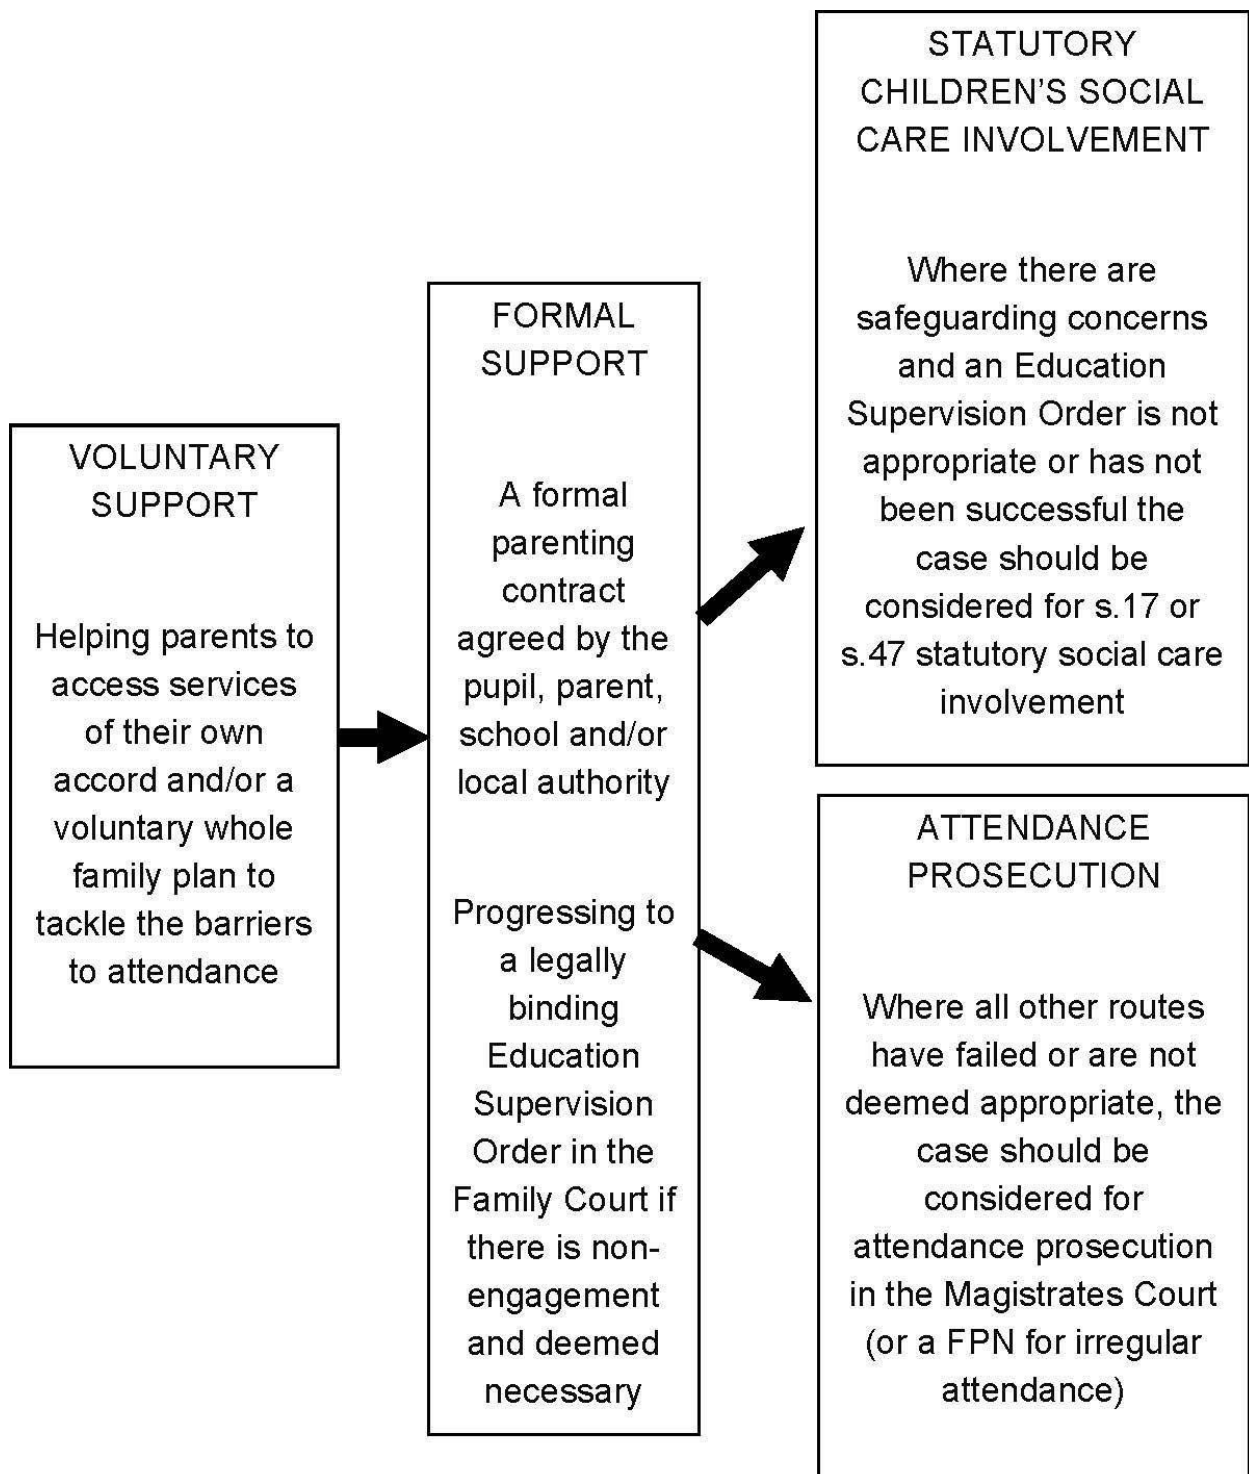 VOLUNTARY
SUPPORT
Helping parents to
access services
of their own
accord and/or a
voluntary whole
family plan to
tackle the barriers
to attendance
FORMAL
SUPPORT
A formal
parenting
contract
agreed by the
pupil, parent,
school and/or
local authority
Progressing to
a legally
binding
Education
Supervision
Order in the
Family Court if
there is non-
engagement
and deemed
necessary
STATUTORY
CHILDREN'S SOCIAL
CARE INVOLVEMENT
Where there are
safeguarding concerns
and an Education
Supervision Order is not
appropriate or has not
been successful the
case should be
considered for s.17 or
s.47 statutory social care
involvement
ATTENDANCE
PROSECUTION
Where all other routes
have failed or are not
deemed appropriate, the
case should be
considered for
attendance prosecution
in the Magistrates Court
(or a FPN for irregular
attendance)